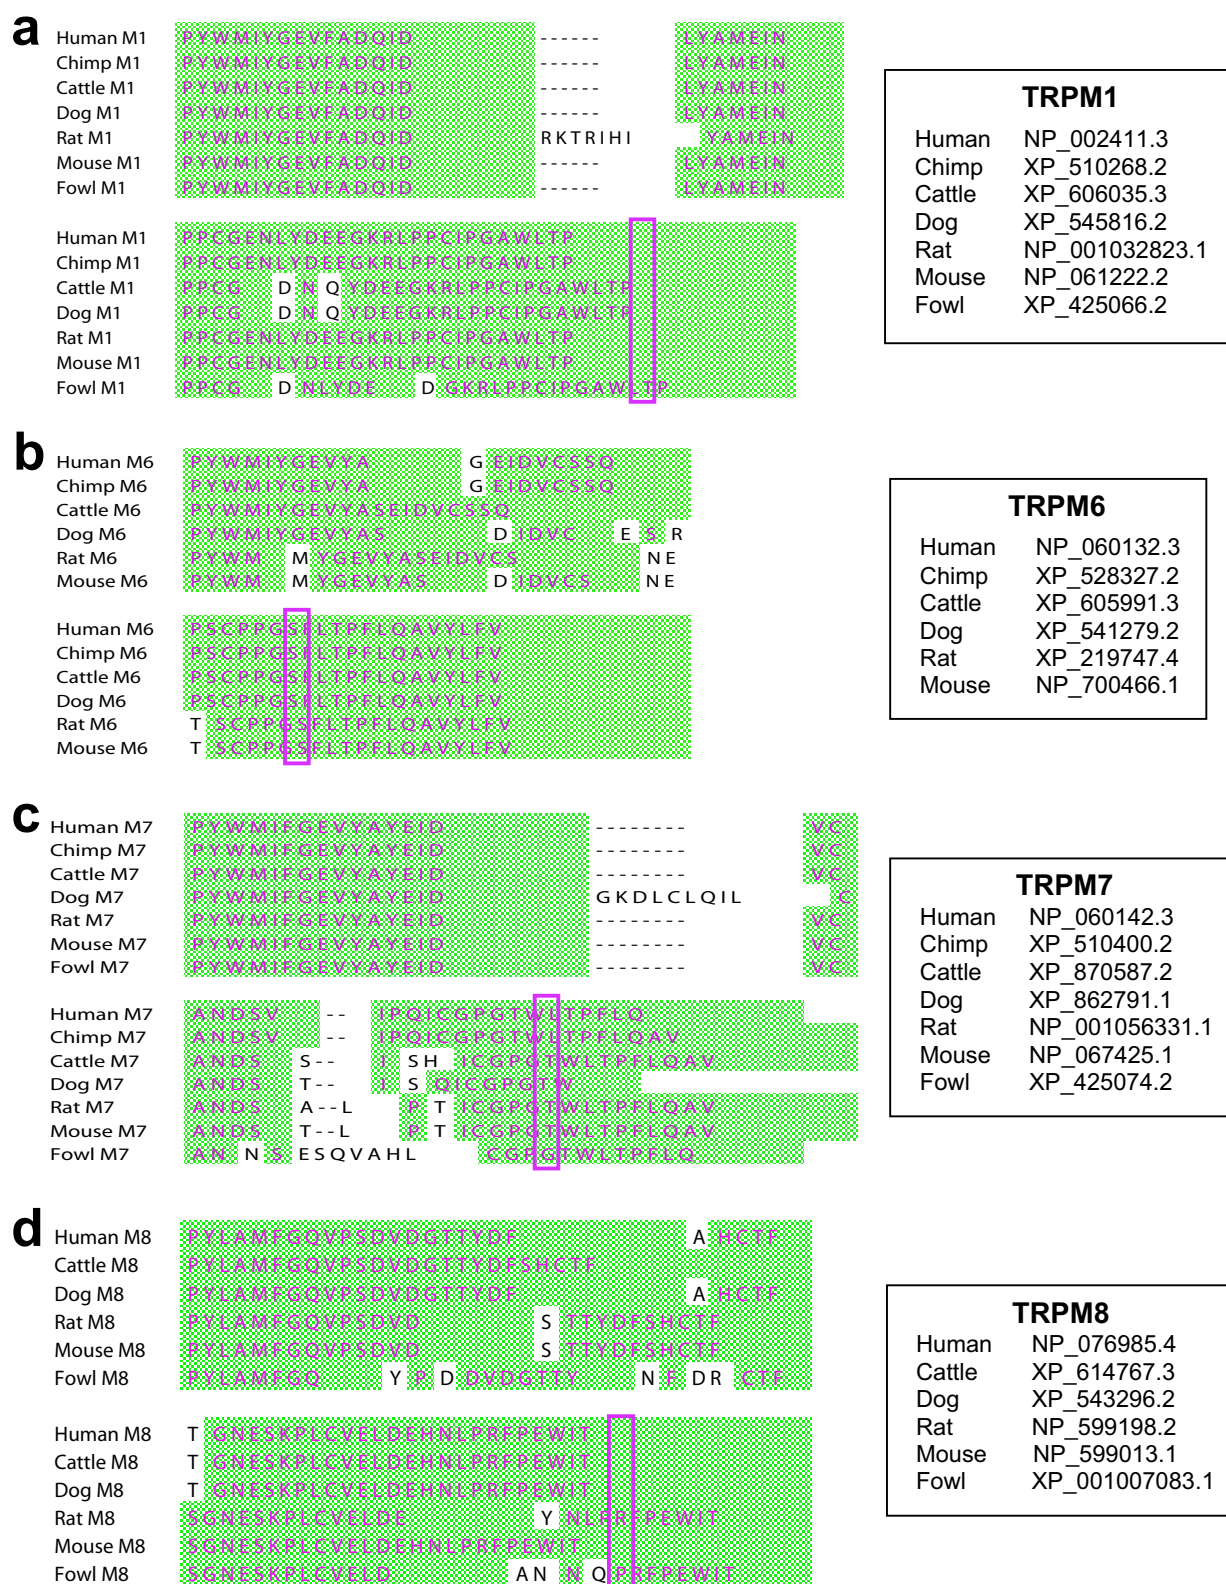 a
Human M1 PYWMIYGEVFADQID ------ LYAMEIN
Chimp M1 PYWMIYGEVFADQID ------ LYAMEIN
Cattle M1 PYWMIYGEVFADQID ------ LYAMEIN
Dog M1 PYWMIYGEVFADQID ------ LYAMEIN
Rat M1 PYWMIYGEVFADQID RKTRIHI YAMEIN
Mouse M1 PYWMIYGEVFADQID ------ LYAMEIN
Fowl M1 PYWMIYGEVFADQID ------ LYAMEIN
Human M1 PPCGENLYDEEGKRLPPCIPGAWLTP
Chimp M1 PPCGENLYDEEGKRLPPCIPGAWLTP
Cattle M1 PPCG D N Q YDEEGKRLPPCIPGAWLTP
Dog M1 PPCG D N Q YDEEGKRLPPCIPGAWLTP
Rat M1 PPCGENLYDEEGKRLPPCIPGAWLTP
Mouse M1 PPCGENLYDEEGKRLPPCIPGAWLTP
Fowl M1 PPCG D NLYDE D GKRLPPCIPGAWLTP
TRPM1
Human NP_002411.3
Chimp XP_510268.2
Cattle XP_606035.3
Dog XP_545816.2
Rat NP_001032823.1
Mouse NP_061222.2
Fowl XP_425066.2
b
Human M6 PYWMIYGEVYA G EIDVCSSQ
Chimp M6 PYWMIYGEVYA G EIDVCSSQ
Cattle M6 PYWMIYGEVYASEIDVCSSQ
Dog M6 PYWMIYGEVYAS D IDVC E S R
Rat M6 PYWM M YGEVYASEIDVCS NE
Mouse M6 PYWM M YGEVYAS D IDVCS NE
Human M6 PSCPPGSFLTPFLQAVYLFV
Chimp M6 PSCPPGSFLTPFLQAVYLFV
Cattle M6 PSCPPGSFLTPFLQAVYLFV
Dog M6 PSCPPGSFLTPFLQAVYLFV
Rat M6 T SCPPGSFLTPFLQAVYLFV
Mouse M6 T SCPPGSFLTPFLQAVYLFV
TRPM6
Human NP_060132.3
Chimp XP_528327.2
Cattle XP_605991.3
Dog XP_541279.2
Rat XP_219747.4
Mouse NP_700466.1
c
Human M7 PYWMIFGEVYAYEID -------- VC
Chimp M7 PYWMIFGEVYAYEID -------- VC
Cattle M7 PYWMIFGEVYAYEID -------- VC
Dog M7 PYWMIFGEVYAYEID GKDLCLQIL C
Rat M7 PYWMIFGEVYAYEID -------- VC
Mouse M7 PYWMIFGEVYAYEID -------- VC
Fowl M7 PYWMIFGEVYAYEID -------- VC
Human M7 ANDSV -- IPQICGPGTWLTPFLQ
Chimp M7 ANDSV -- IPQICGPGTWLTPFLQAV
Cattle M7 ANDS S-- I SH ICGPGTWLTPFLQAV
Dog M7 ANDS T-- I S QICGPGTW
Rat M7 ANDS A--L P T ICGPGTWLTPFLQAV
Mouse M7 ANDS T--L P T ICGPGTWLTPFLQAV
Fowl M7 AN N S ESQVAHL CGPGTWLTPFLQ
TRPM7
Human NP_060142.3
Chimp XP_510400.2
Cattle XP_870587.2
Dog XP_862791.1
Rat NP_001056331.1
Mouse NP_067425.1
Fowl XP_425074.2
d
Human M8 PYLAMFGQVPSDVDGTTYDF A HCTF
Cattle M8 PYLAMFGQVPSDVDGTTYDFSHCTF
Dog M8 PYLAMFGQVPSDVDGTTYDF A HCTF
Rat M8 PYLAMFGQVPSDVD S TTYDFSHCTF
Mouse M8 PYLAMFGQVPSDVD S TTYDFSHCTF
Fowl M8 PYLAMFGQ Y P D DVDGTTY N F DR CTF
Human M8 T GNESKPLCVELDEHNLPRFPEWIT
Cattle M8 T GNESKPLCVELDEHNLPRFPEWIT
Dog M8 T GNESKPLCVELDEHNLPRFPEWIT
Rat M8 SGNESKPLCVELDE Y NLPRFPEWIT
Mouse M8 SGNESKPLCVELDEHNLPRFPEWIT
Fowl M8 SGNESKPLCVELD AN N Q PRFPEWIT
TRPM8
Human NP_076985.4
Cattle XP_614767.3
Dog XP_543296.2
Rat NP_599198.2
Mouse NP_599013.1
Fowl XP_001007083.1